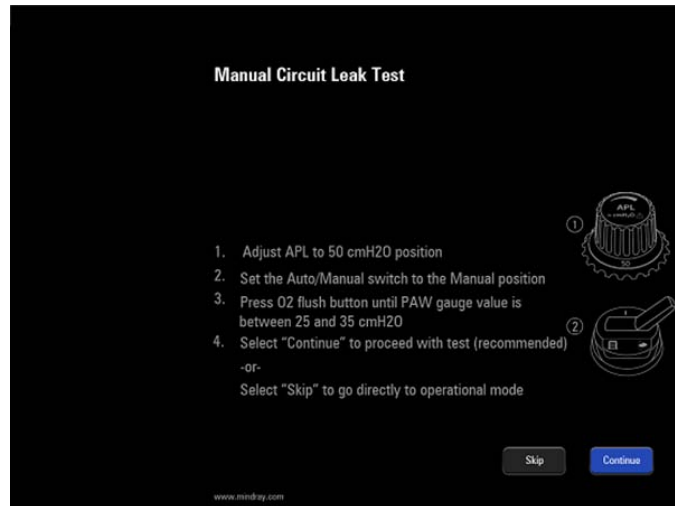 Manual Circuit Leak Test
APL
cmH₂O
①
50
1. Adjust APL to 50 cmH2O position
2. Set the Auto/Manual switch to the Manual position
3. Press O2 flush button until PAW gauge value is
between 25 and 35 cmH2O
②
4. Select "Continue" to proceed with test (recommended)
-or-
Select "Skip" to go directly to operational mode
Skip
Continue
www.mindray.com